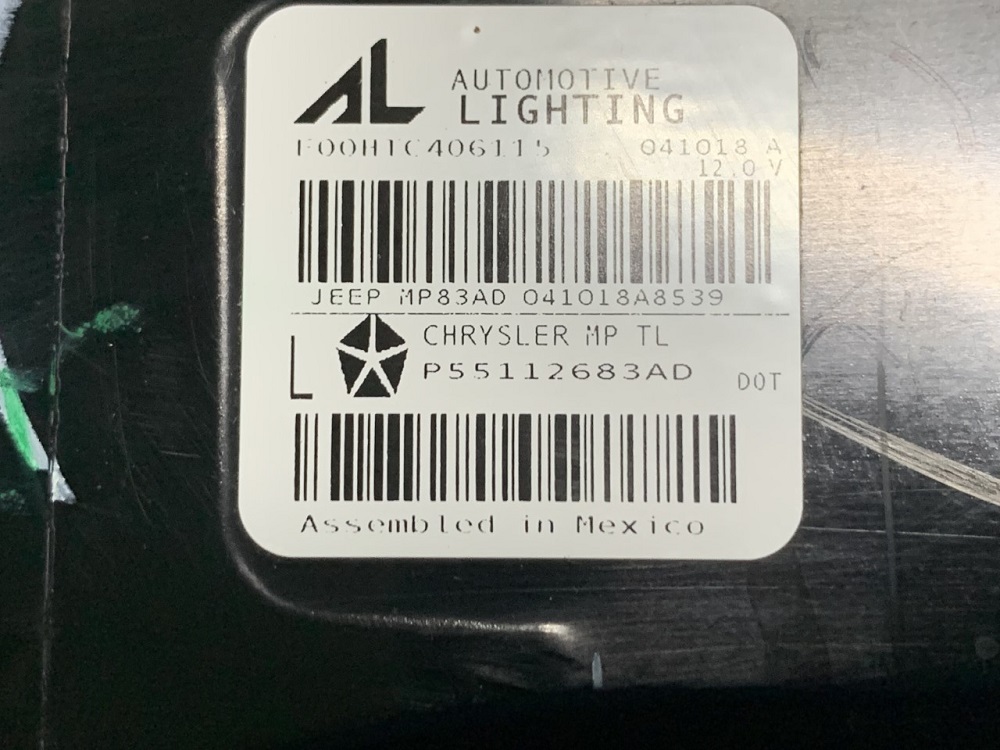 AL AUTOMOTIVE
LIGHTING
F00HTC406115 041018 A
12.0 V
JEEP MP83AD 041018A8539
L CHRYSLER MP TL
P55112683AD DOT
Assembled in Mexico